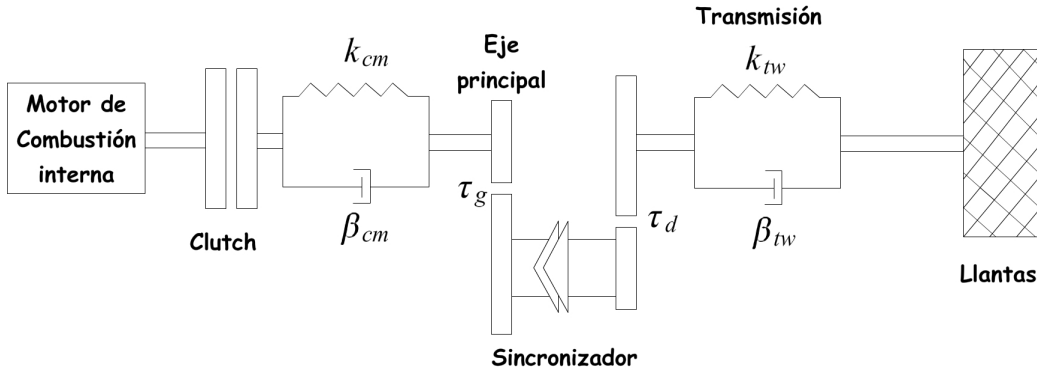 Motor de
Combustión
interna
Clutch
k_cm
β_cm
Eje
principal
τ_g
Sincronizador
τ_d
Transmisión
k_tw
β_tw
Llantas